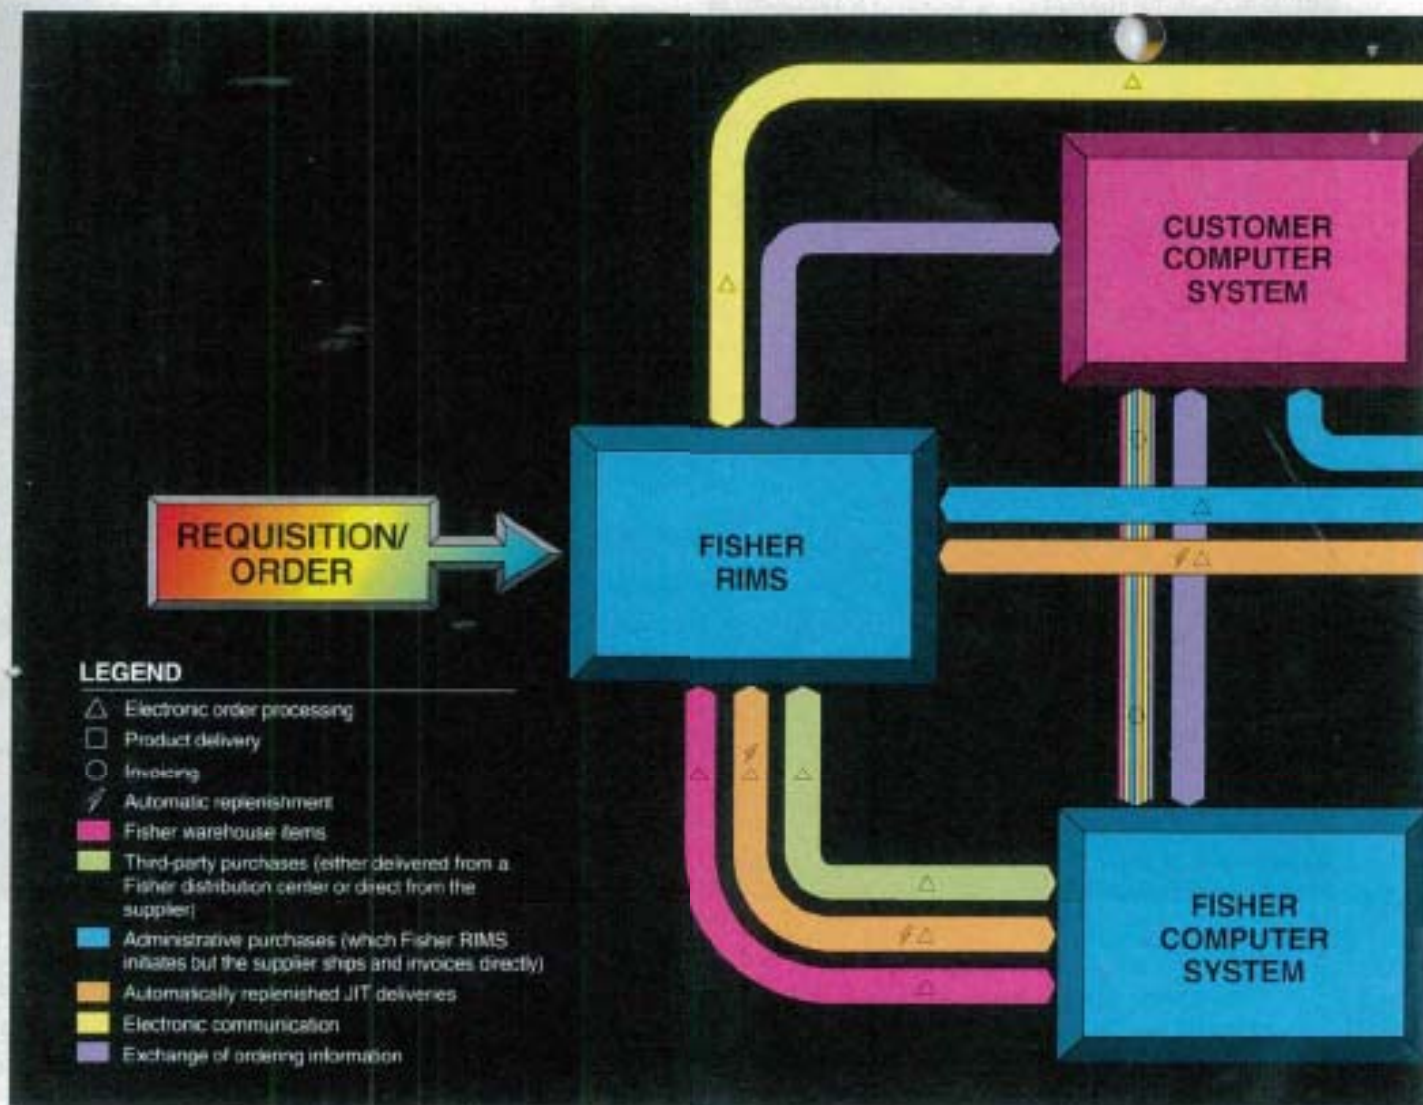 CUSTOMER
COMPUTER
SYSTEM
REQUISITION/
ORDER
FISHER
RIMS
LEGEND
Electronic order processing
Product delivery
Invoicing
Automatic replenishment
Fisher warehouse items
Third-party purchases (either delivered from a
Fisher distribution center or direct from the
supplier)
Administrative purchases (which Fisher RIMS
initiates but the supplier ships and invoices directly)
Automatically replenished JIT deliveries
Electronic communication
Exchange of ordering information
FISHER
COMPUTER
SYSTEM